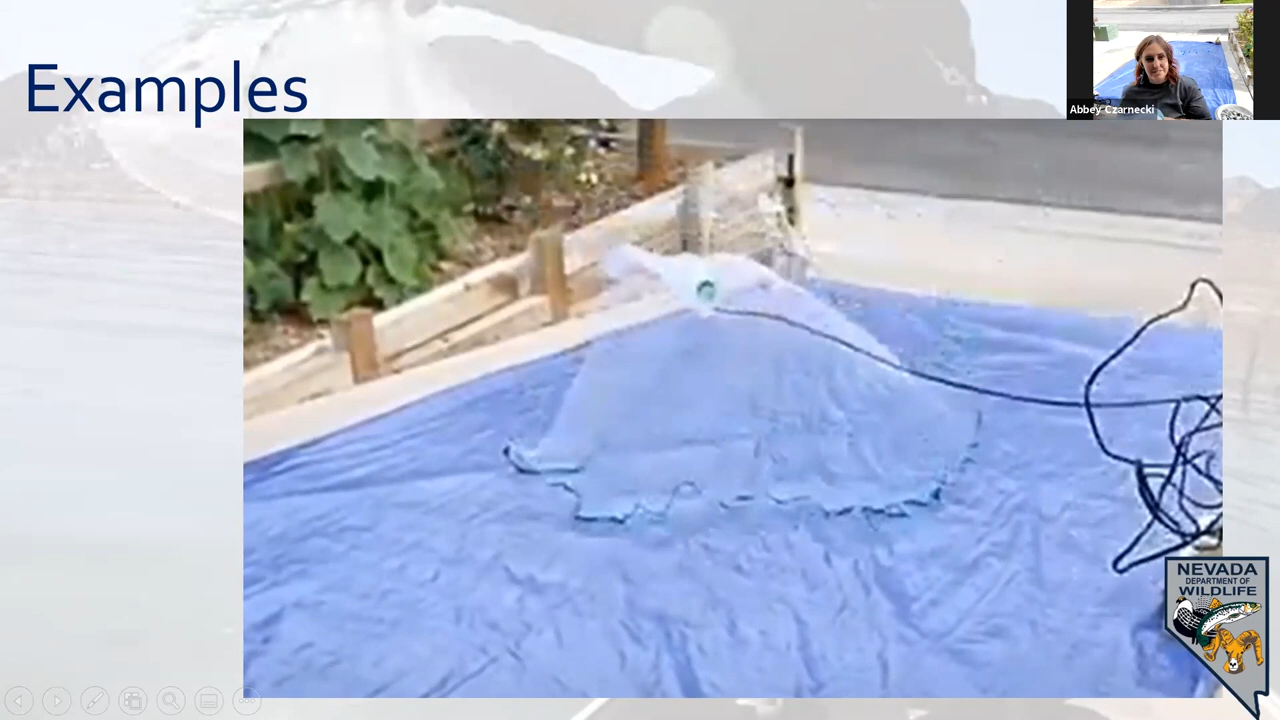 Examples
Abbey Czarnecki
NEVADA
DEPARTMENT OF
WILDLIFE